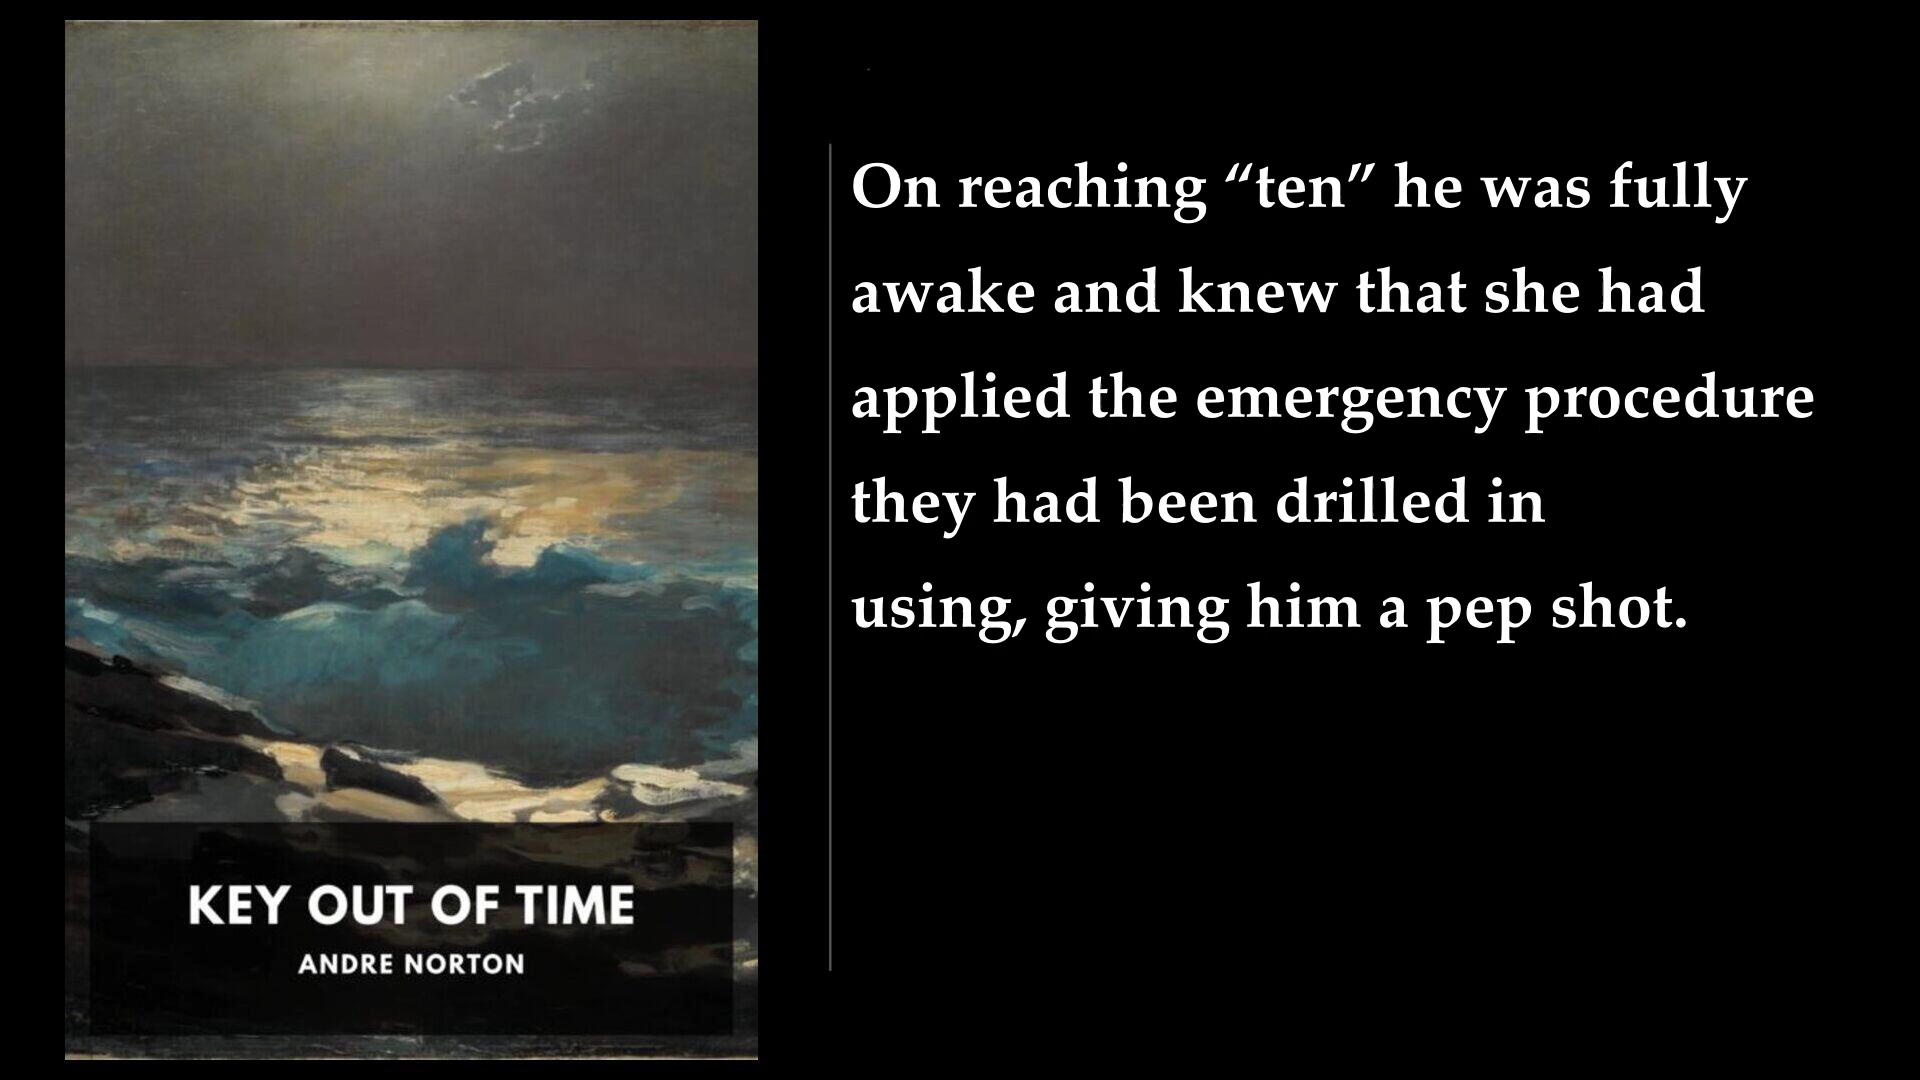 On reaching “ten” he was fully
awake and knew that she had
applied the emergency procedure
they had been drilled in
using, giving him a pep shot.
KEY OUT OF TIME
ANDRE NORTON